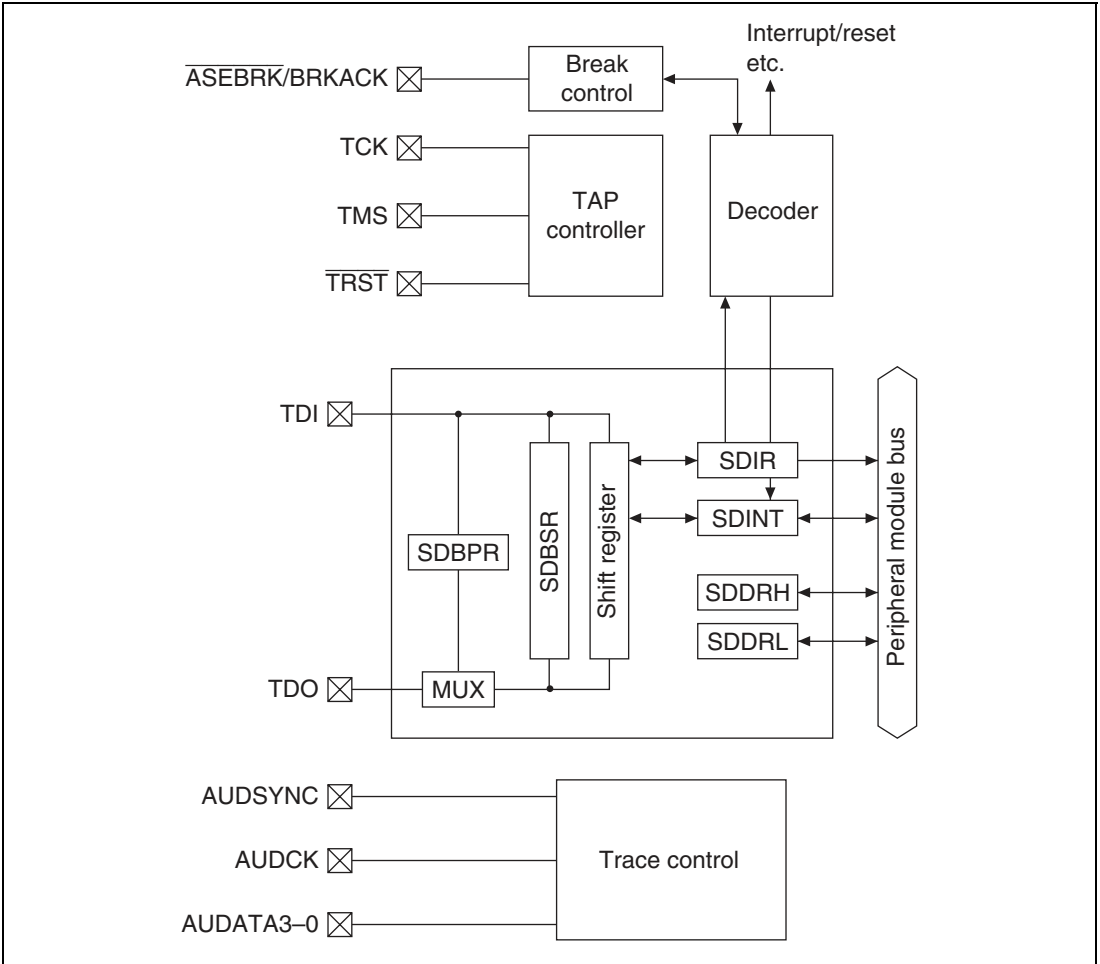 Interrupt/reset
etc.
ASEBRK/BRKACK
Break
control
TCK
TMS
TRST
TAP
controller
Decoder
TDI
SDIR
SDINT
SDBPR
SDBSR
Shift register
SDDRH
SDDRL
Peripheral module bus
TDO
MUX
AUDSYNC
AUDCK
AUDATA3–0
Trace control